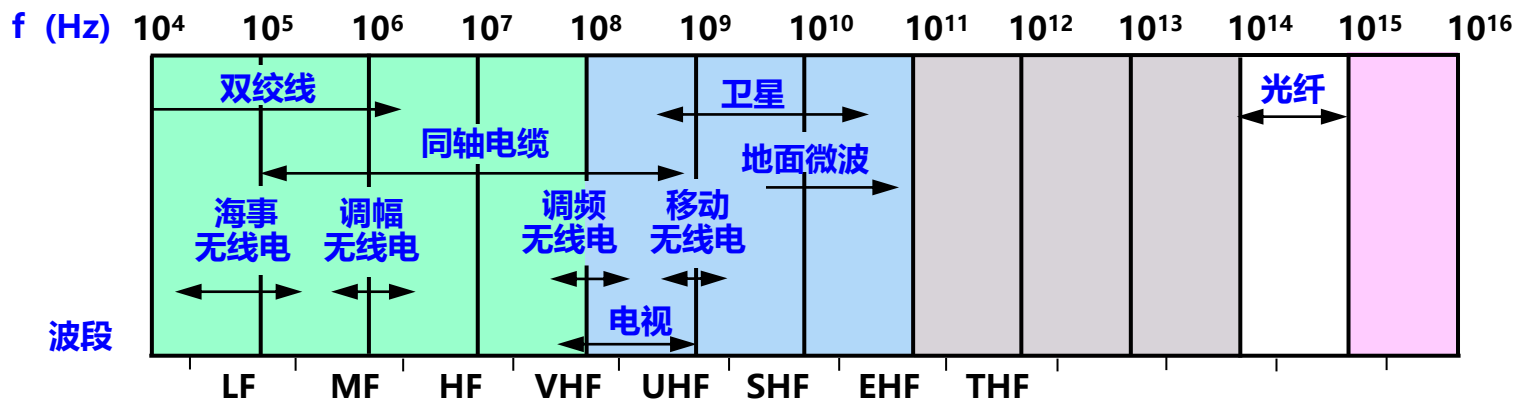 f (Hz) 10⁴ 10⁵ 10⁶ 10⁷ 10⁸ 10⁹ 10¹⁰ 10¹¹ 10¹² 10¹³ 10¹⁴ 10¹⁵ 10¹⁶
双绞线
卫星
光纤
同轴电缆
地面微波
海事
无线电
调幅
无线电
调频
无线电
移动
无线电
电视
波段
LF MF HF VHF UHF SHF EHF THF